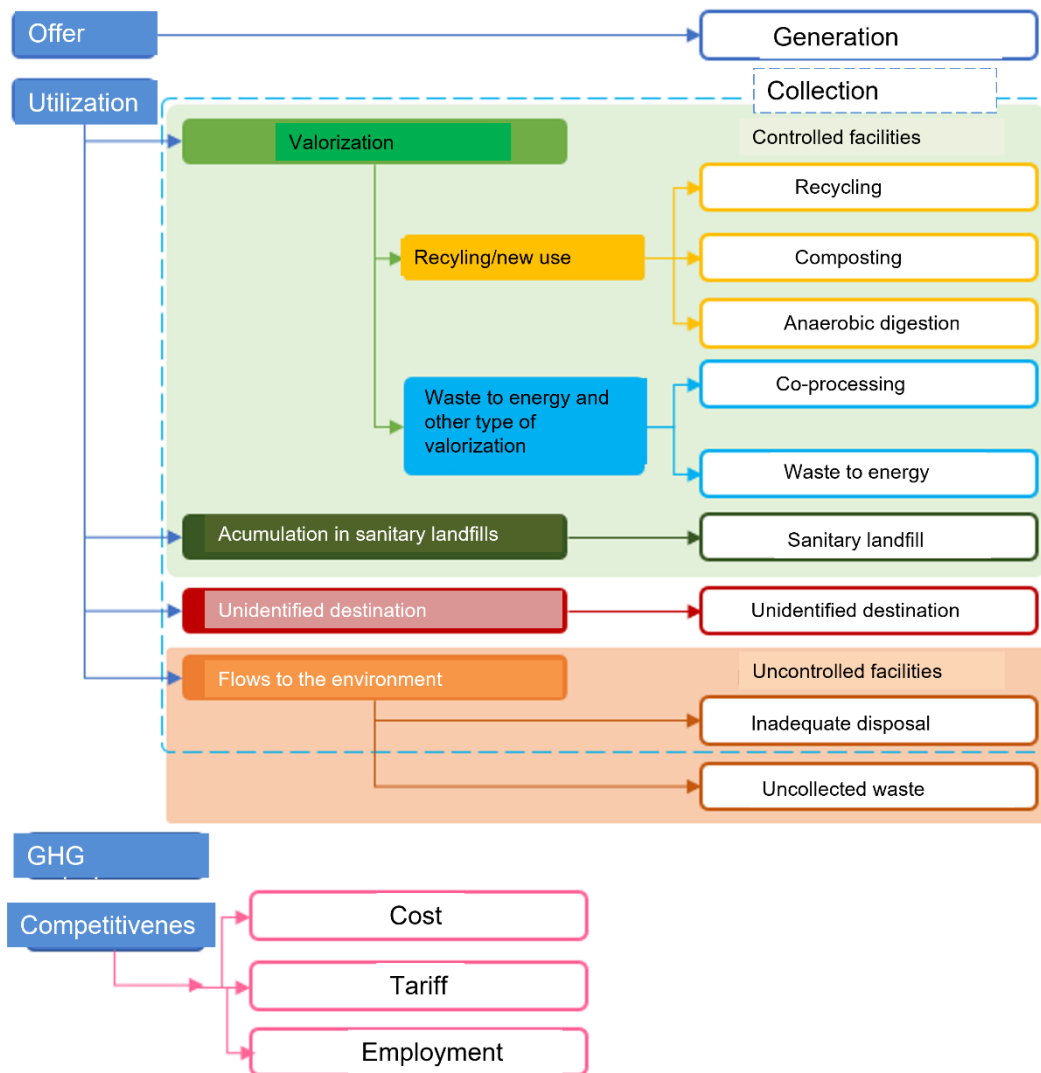 Offer
Generation
Utilization
Collection
Valorization
Controlled facilities
Recycling
Recyling/new use
Composting
Anaerobic digestion
Waste to energy and
other type of
valorization
Co-processing
Waste to energy
Acumulation in sanitary landfills
Sanitary landfill
Unidentified destination
Unidentified destination
Flows to the environment
Uncontrolled facilities
Inadequate disposal
Uncollected waste
GHG
Competitivenes
Cost
Tariff
Employment